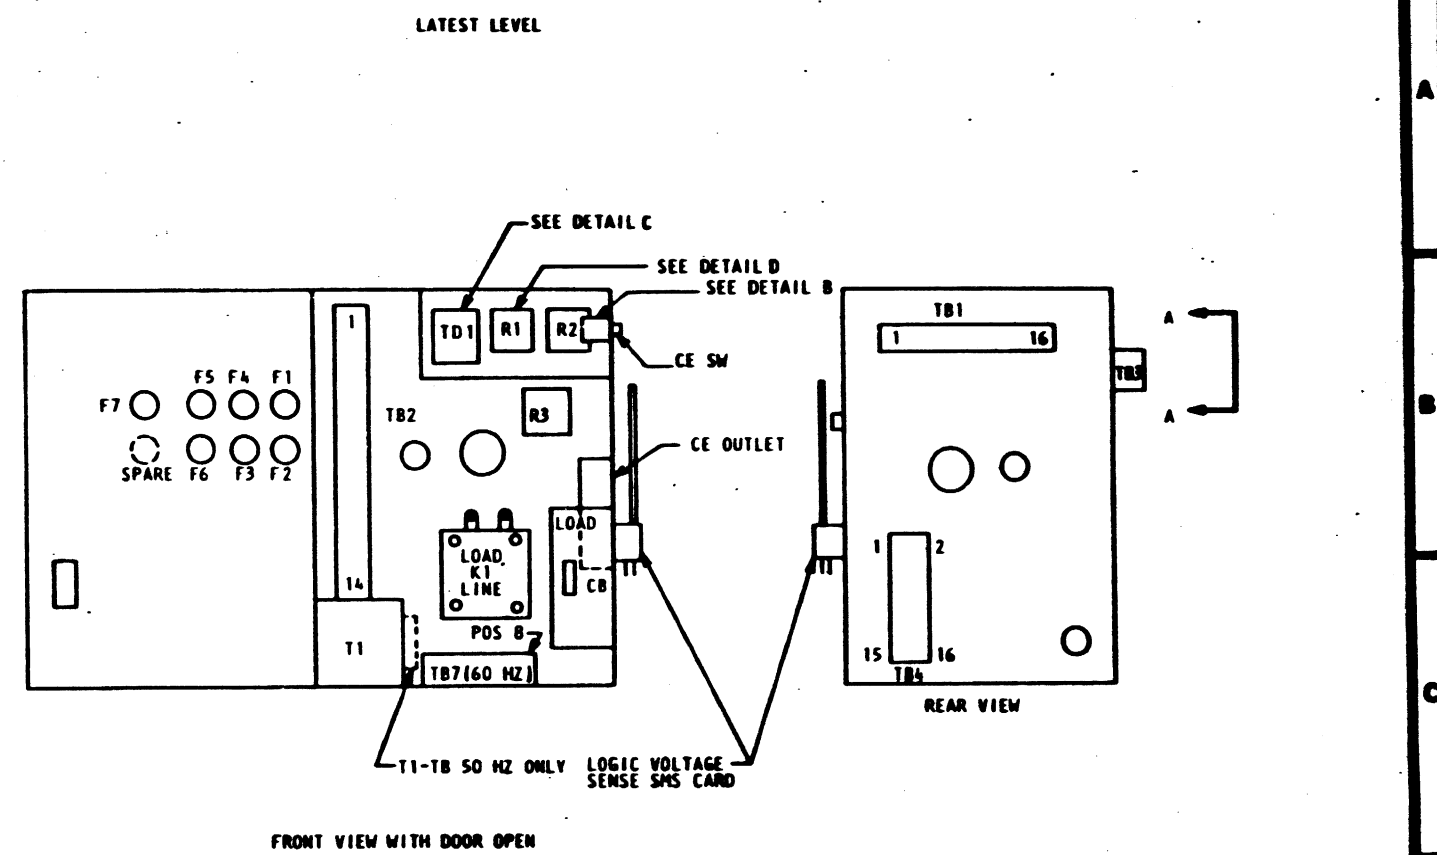 LATEST LEVEL
A
SEE DETAIL C
SEE DETAIL D
SEE DETAIL B
TB1
A
1
TD1
R1
R2
1
16
CE SW
TB3
F5 F4 F1
F7
TB2
R3
A
B
CE OUTLET
SPARE F6 F3 F2
LOAD
LOAD
K1
LINE
CB
1
2
14
POS 8
T1
15
16
TB7(60 HZ)
TB4
C
REAR VIEW
T1-TB 50 HZ ONLY
LOGIC VOLTAGE
SENSE SMS CARD
FRONT VIEW WITH DOOR OPEN